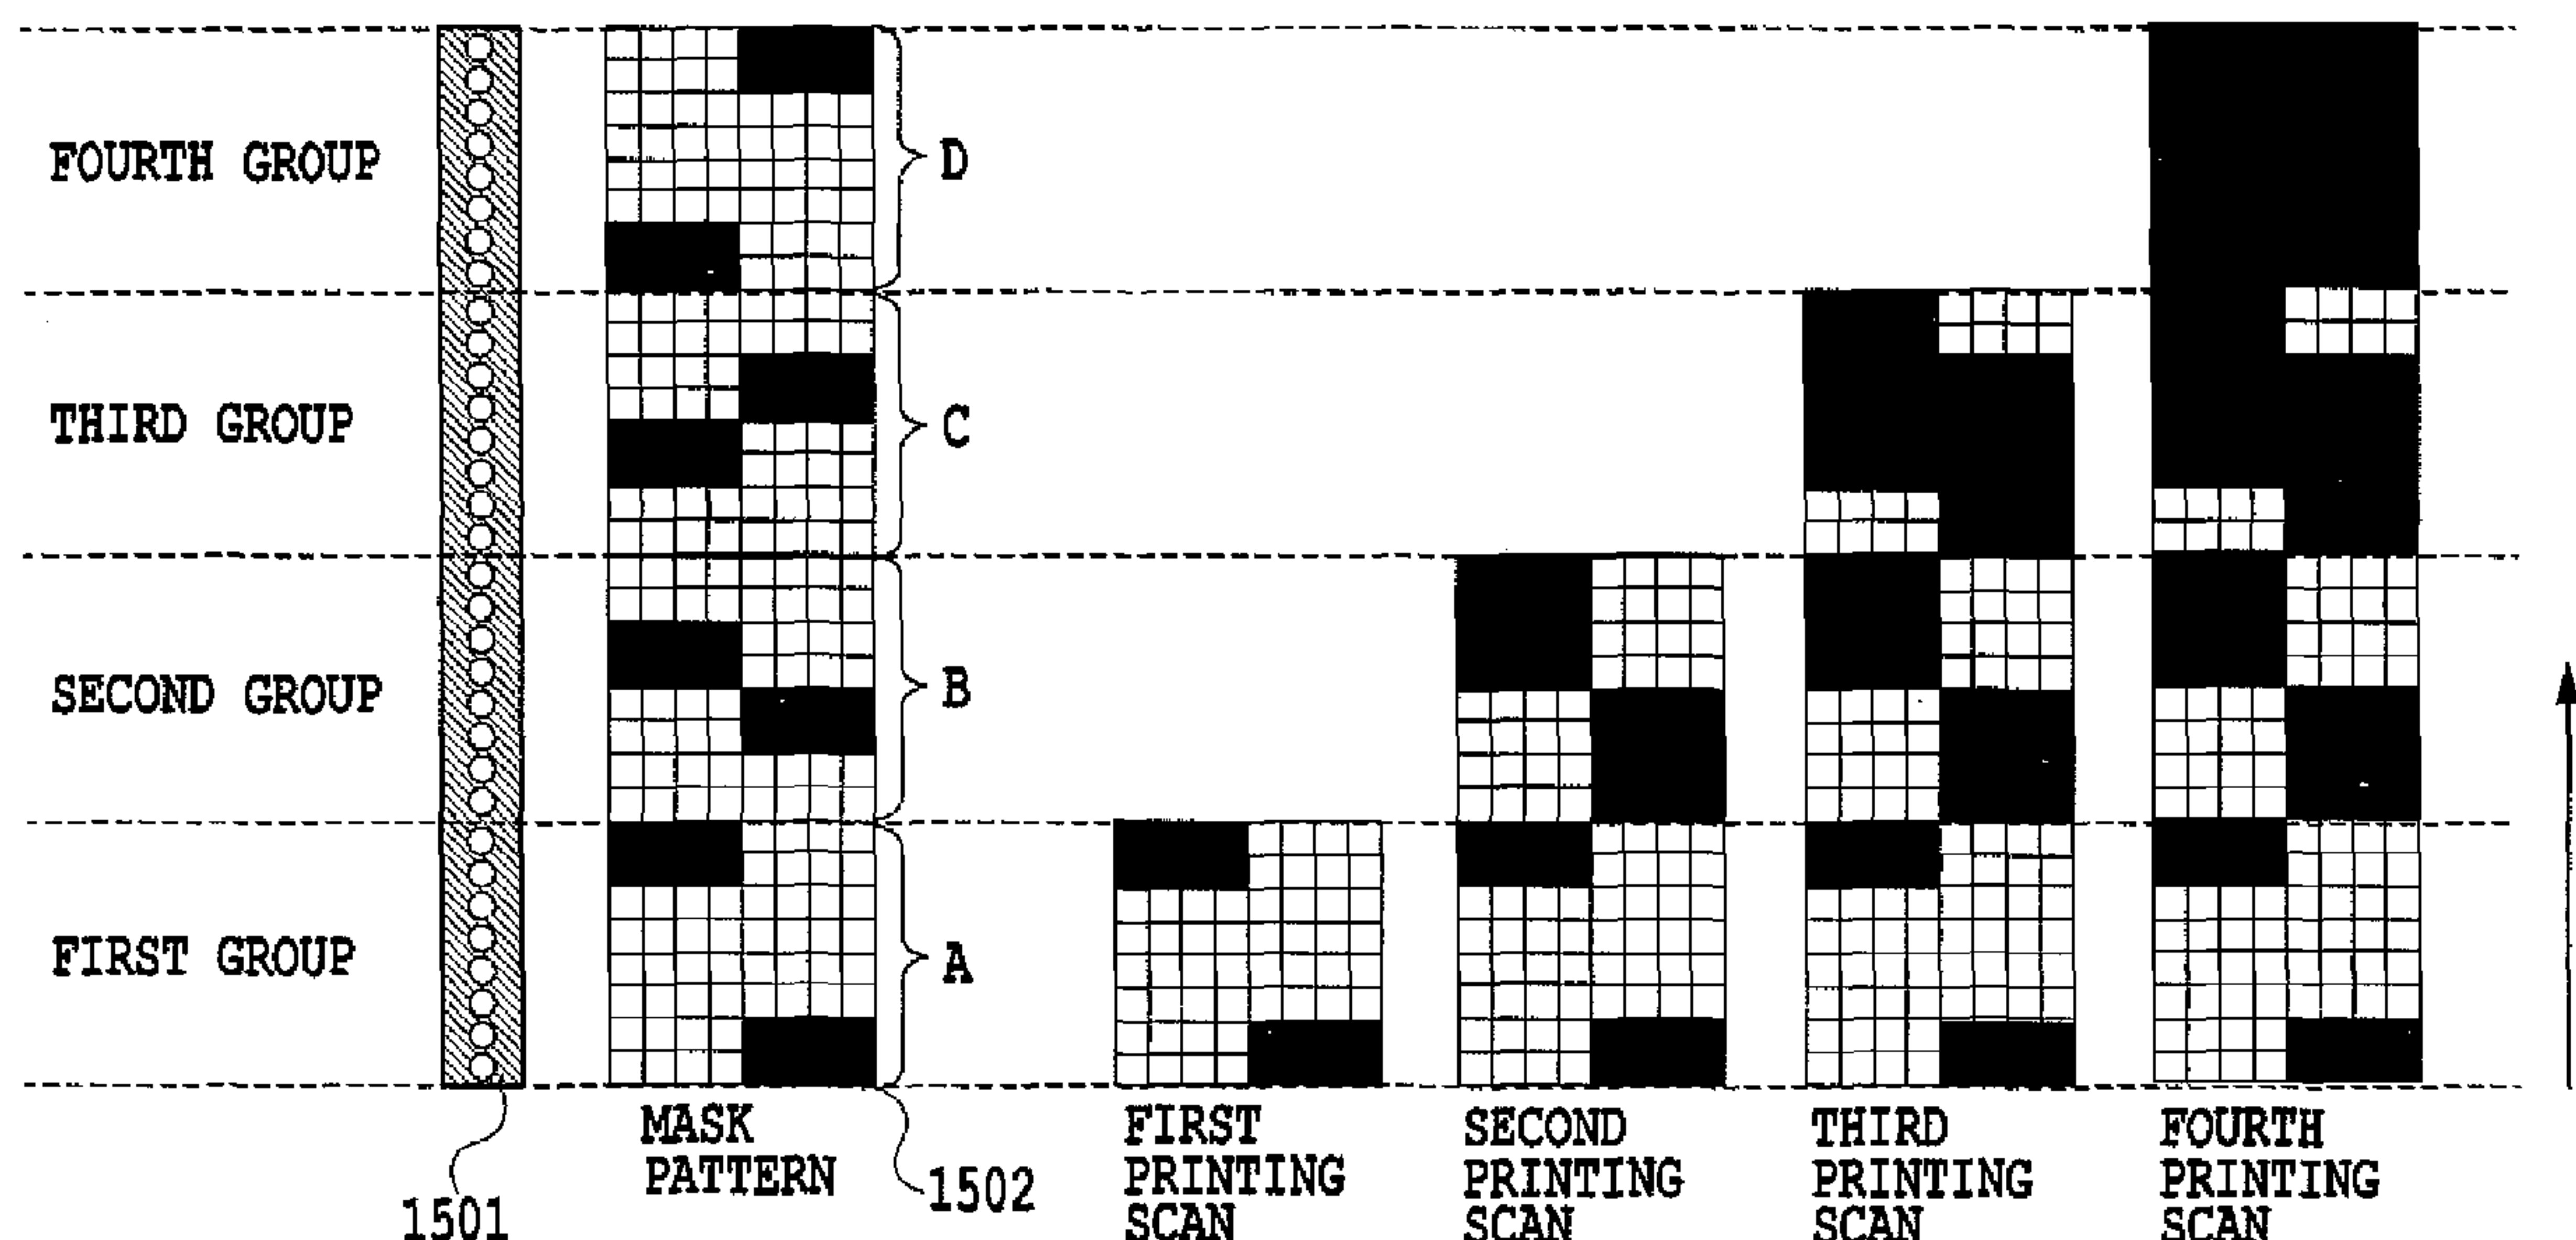 FOURTH GROUP
THIRD GROUP
SECOND GROUP
FIRST GROUP
D
C
B
A
1501
MASK
PATTERN
1502
FIRST
PRINTING
SCAN
SECOND
PRINTING
SCAN
THIRD
PRINTING
SCAN
FOURTH
PRINTING
SCAN